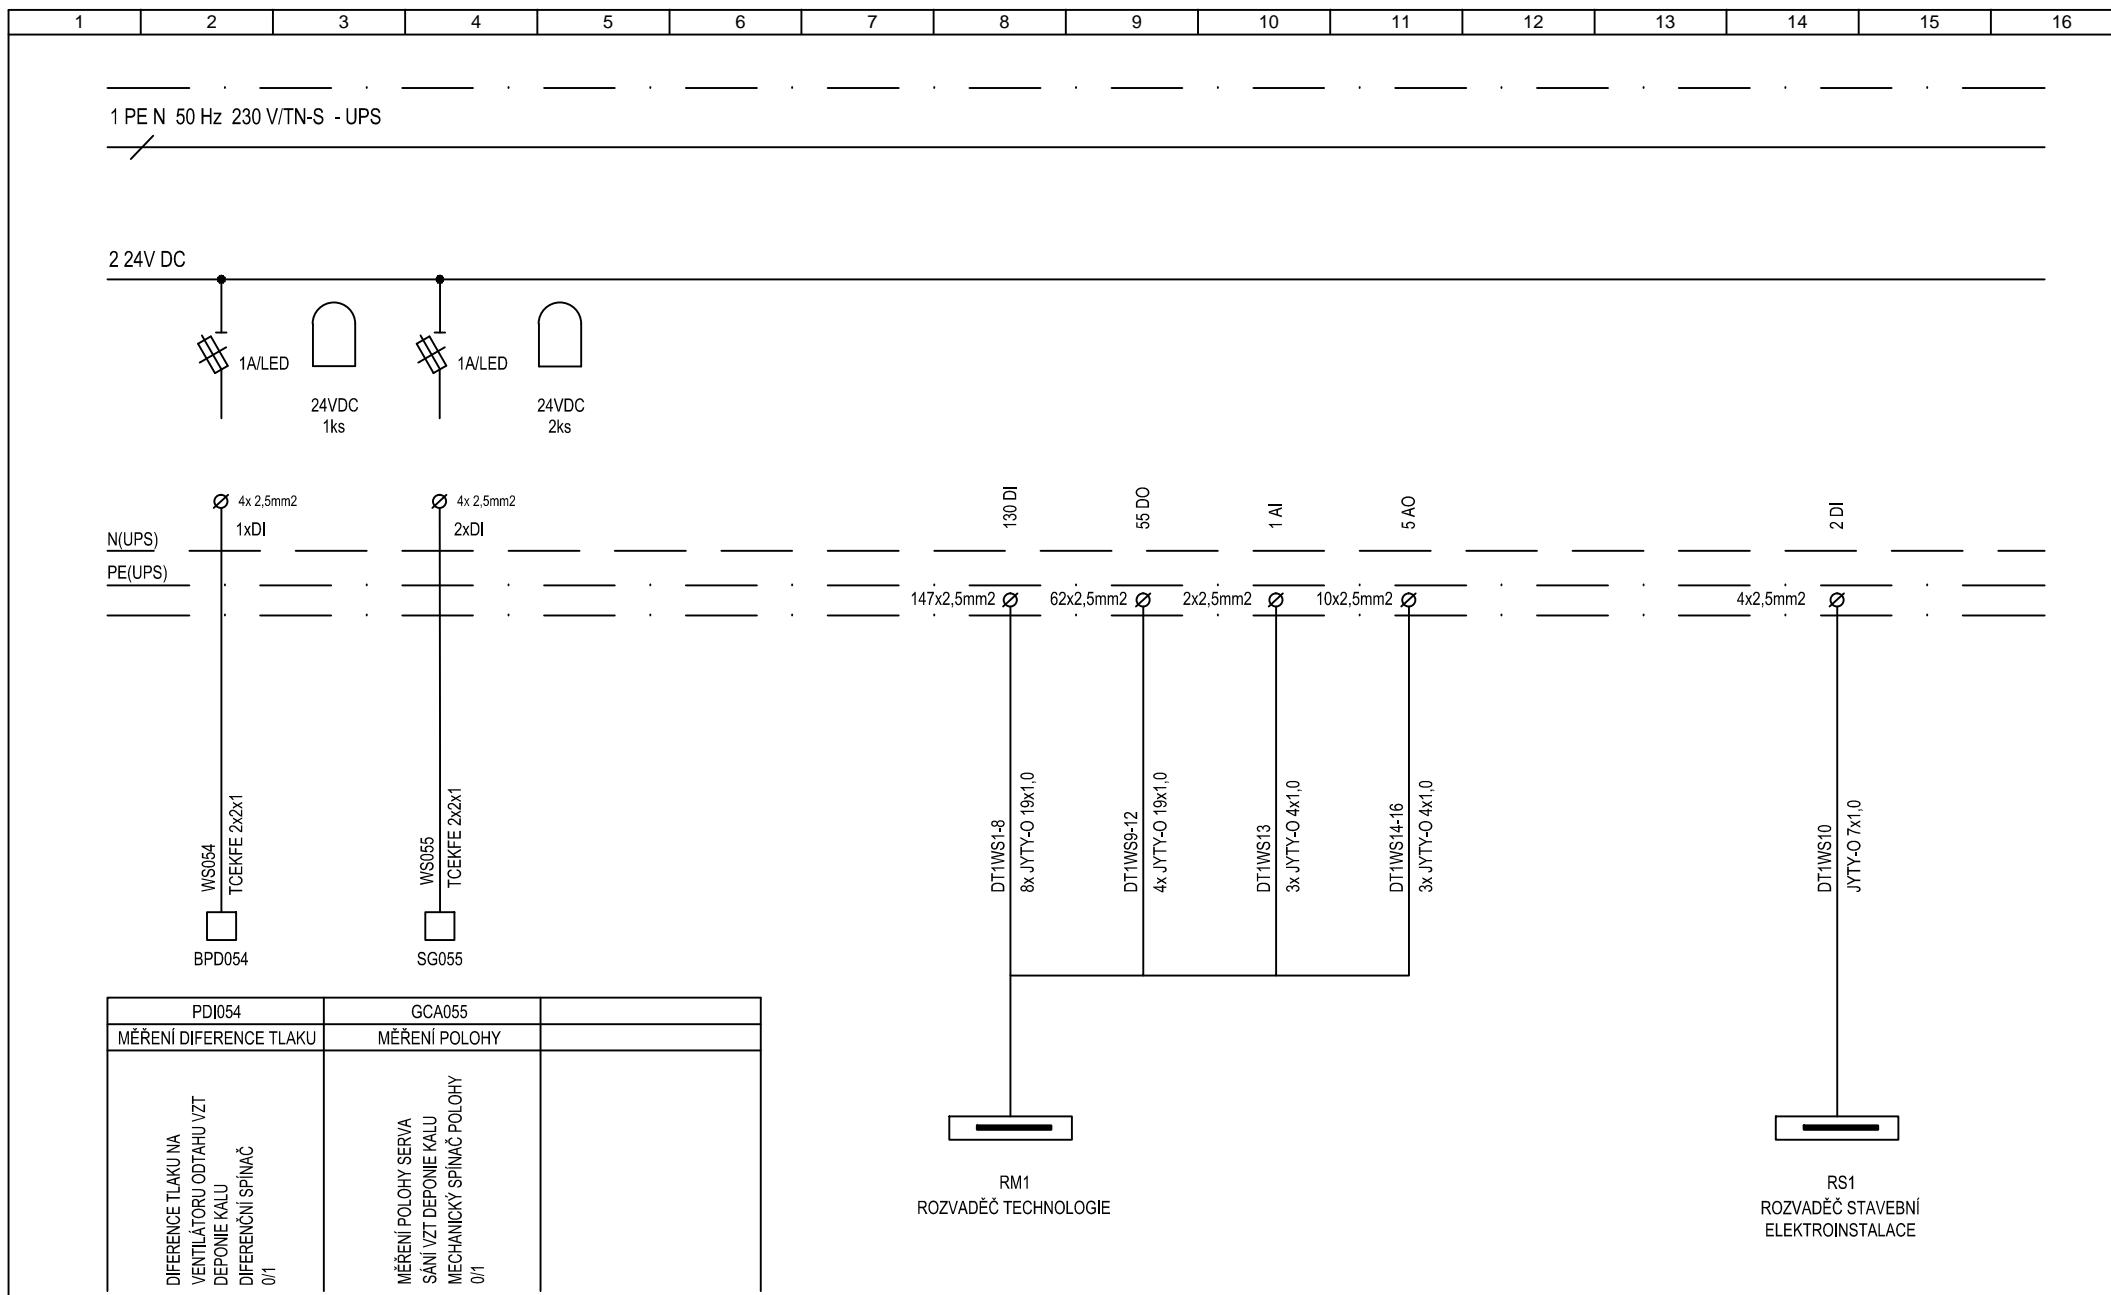 1 2 3 4 5 6 7 8 9 10 11 12 13 14 15 16
1 PE N 50 Hz 230 V/TN-S - UPS
2 24V DC
1A/LED
24VDC
1ks
1A/LED
24VDC
2ks
4x 2,5mm2
1xDI
4x 2,5mm2
2xDI
130 DI
55 DO
1 AI
5 AO
2 DI
N(UPS)
PE(UPS)
147x2,5mm2
62x2,5mm2
2x2,5mm2
10x2,5mm2
4x2,5mm2
WS054
TCEKFE 2x2x1
WS055
TCEKFE 2x2x1
DT1WS1-8
8x JYTY-O 19x1,0
DT1WS9-12
4x JYTY-O 19x1,0
DT1WS13
3x JYTY-O 4x1,0
DT1WS14-16
3x JYTY-O 4x1,0
DT1WS10
JYTY-O 7x1,0
BPD054
SG055
PDI054
GCA055
MĚŘENÍ DIFERENCE TLAKU
MĚŘENÍ POLOHY
DIFERENCE TLAKU NA
VENTILÁTORU ODTAHU VZT
DEPONIE KALU
DIFERENČNÍ SPÍNAČ
0/1
MĚŘENÍ POLOHY SERVA
SÁNÍ VZT DEPONIE KALU
MECHANICKÝ SPÍNAČ POLOHY
0/1
RM1
ROZVADĚČ TECHNOLOGIE
RS1
ROZVADĚČ STAVEBNÍ
ELEKTROINSTALACE